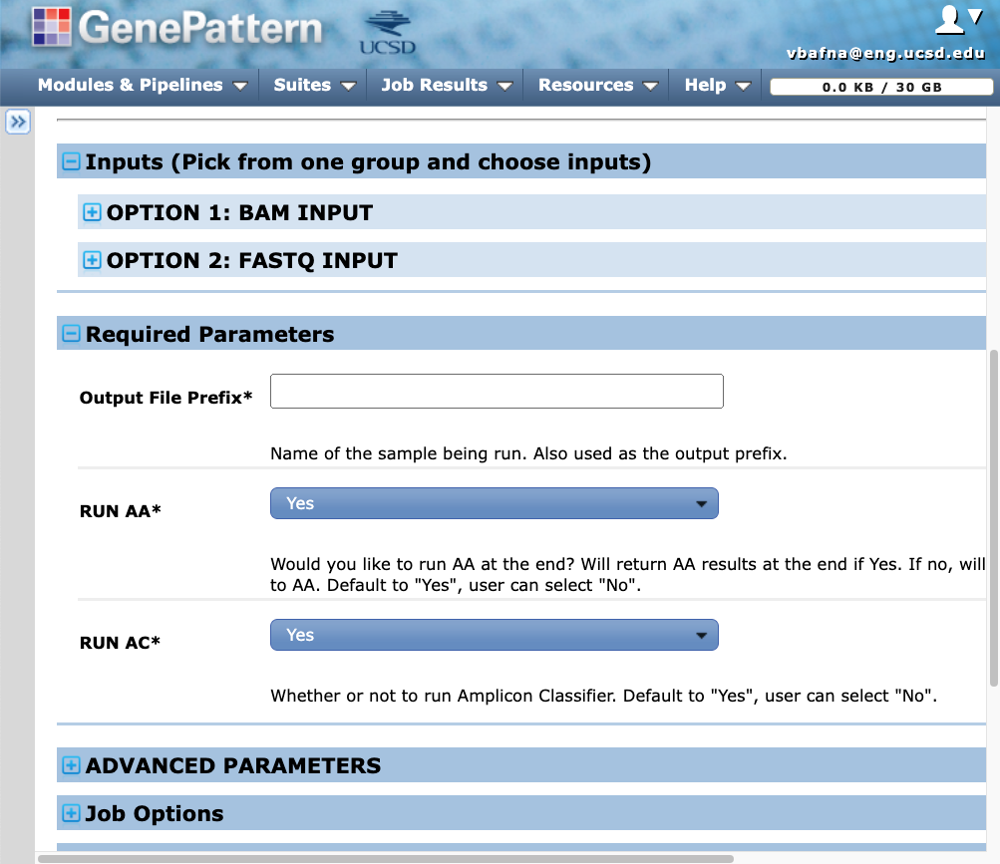 GenePattern
UCSD
vbafna@eng.ucsd.edu
Modules & Pipelines
Suites
Job Results
Resources
Help
0.0 KB / 30 GB
Inputs (Pick from one group and choose inputs)
OPTION 1: BAM INPUT
OPTION 2: FASTQ INPUT
Required Parameters
Output File Prefix*
Name of the sample being run. Also used as the output prefix.
RUN AA*
Yes
Would you like to run AA at the end? Will return AA results at the end if Yes. If no, will
to AA. Default to "Yes", user can select "No".
RUN AC*
Yes
Whether or not to run Amplicon Classifier. Default to "Yes", user can select "No".
ADVANCED PARAMETERS
Job Options